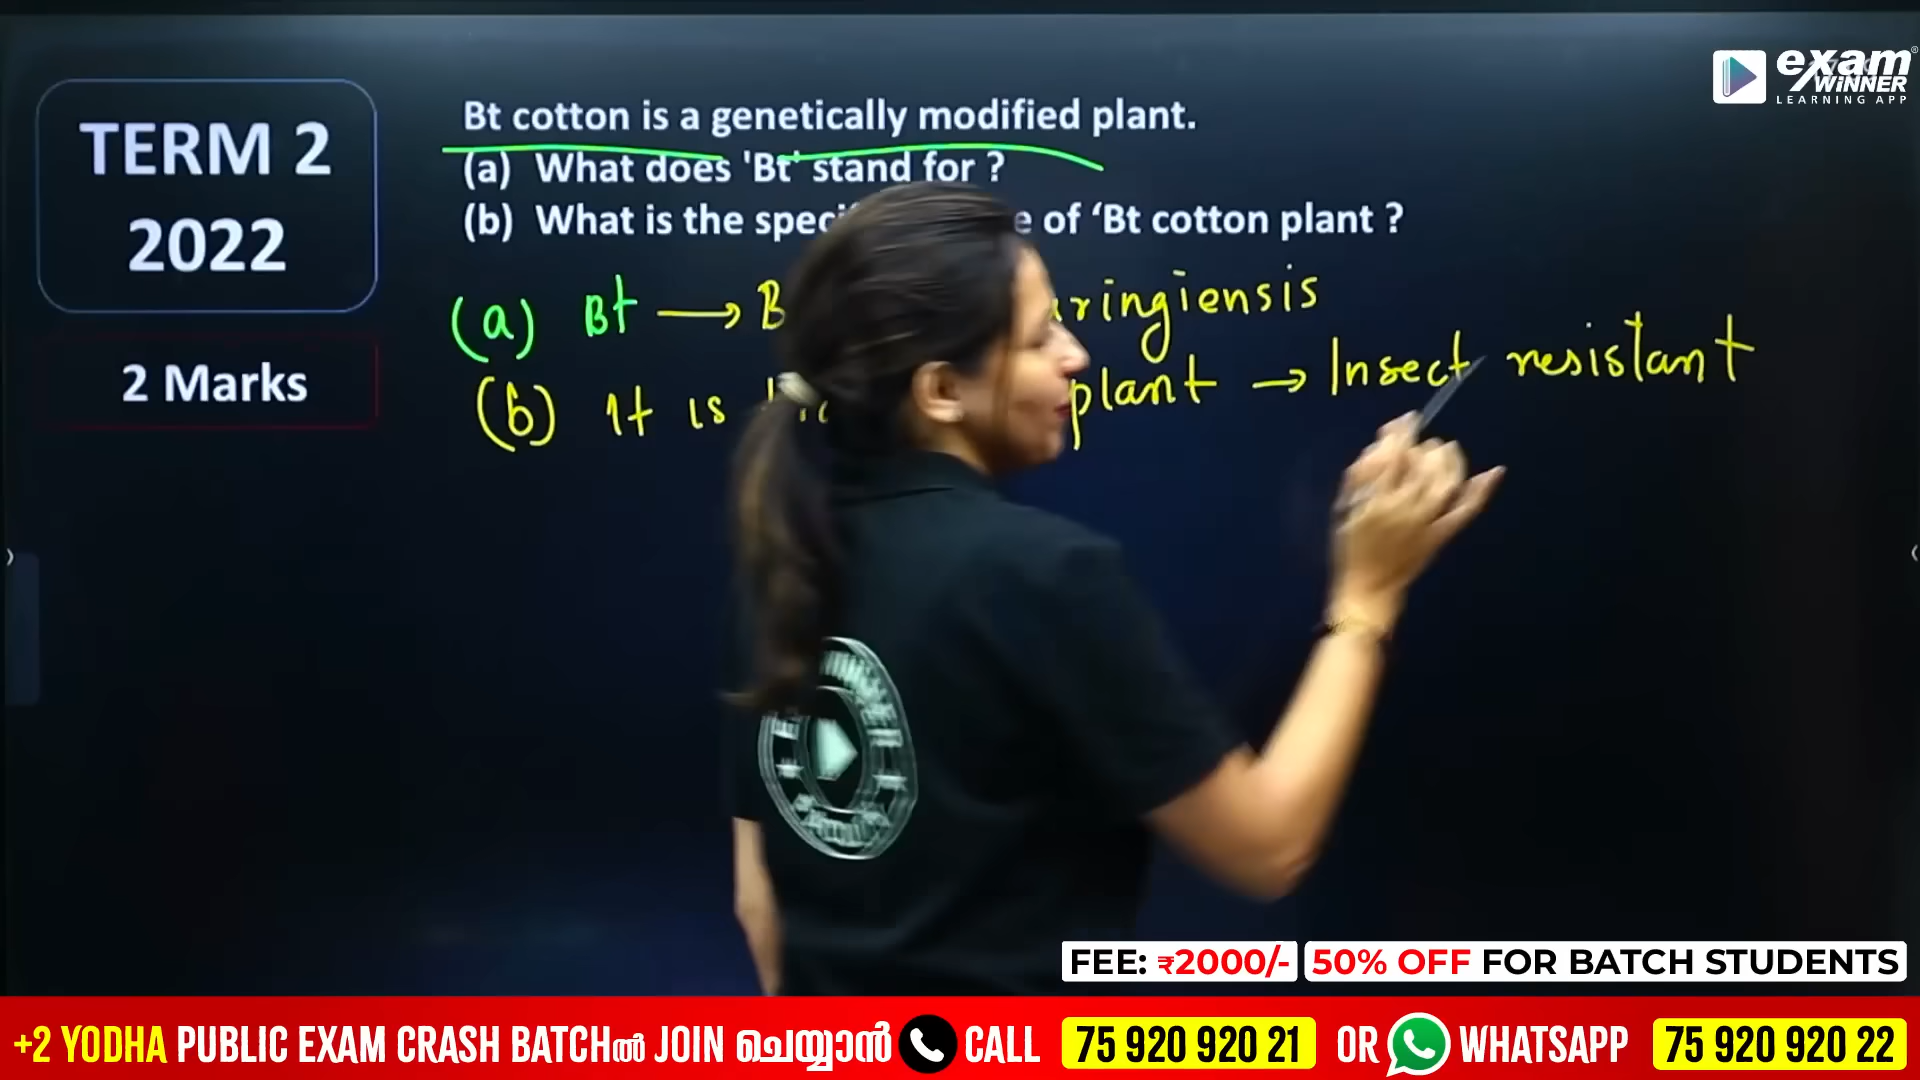 exam
WiNNER
LEARNING APP
TERM 2
2022
2 Marks
Bt cotton is a genetically modified plant.
(a) What does 'Bt' stand for ?
(b) What is the of ‘Bt cotton plant ?
(a) Bt → ringiensis
(b) It is plant → Insect resistant
FEE: ₹2000/- 50% OFF FOR BATCH STUDENTS
+2 YODHA PUBLIC EXAM CRASH BATCHൽ JOIN ചെയ്യാൻ CALL 75 920 920 21 OR WHATSAPP 75 920 920 22